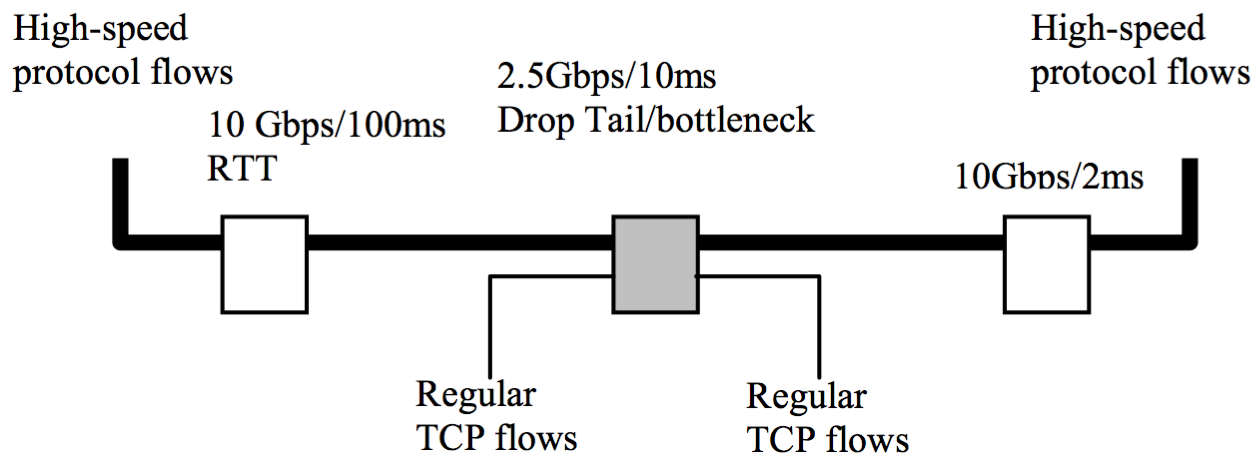 High-speed
protocol flows
10 Gbps/100ms
RTT
2.5Gbps/10ms
Drop Tail/bottleneck
High-speed
protocol flows
10Gbps/2ms
Regular
TCP flows
Regular
TCP flows